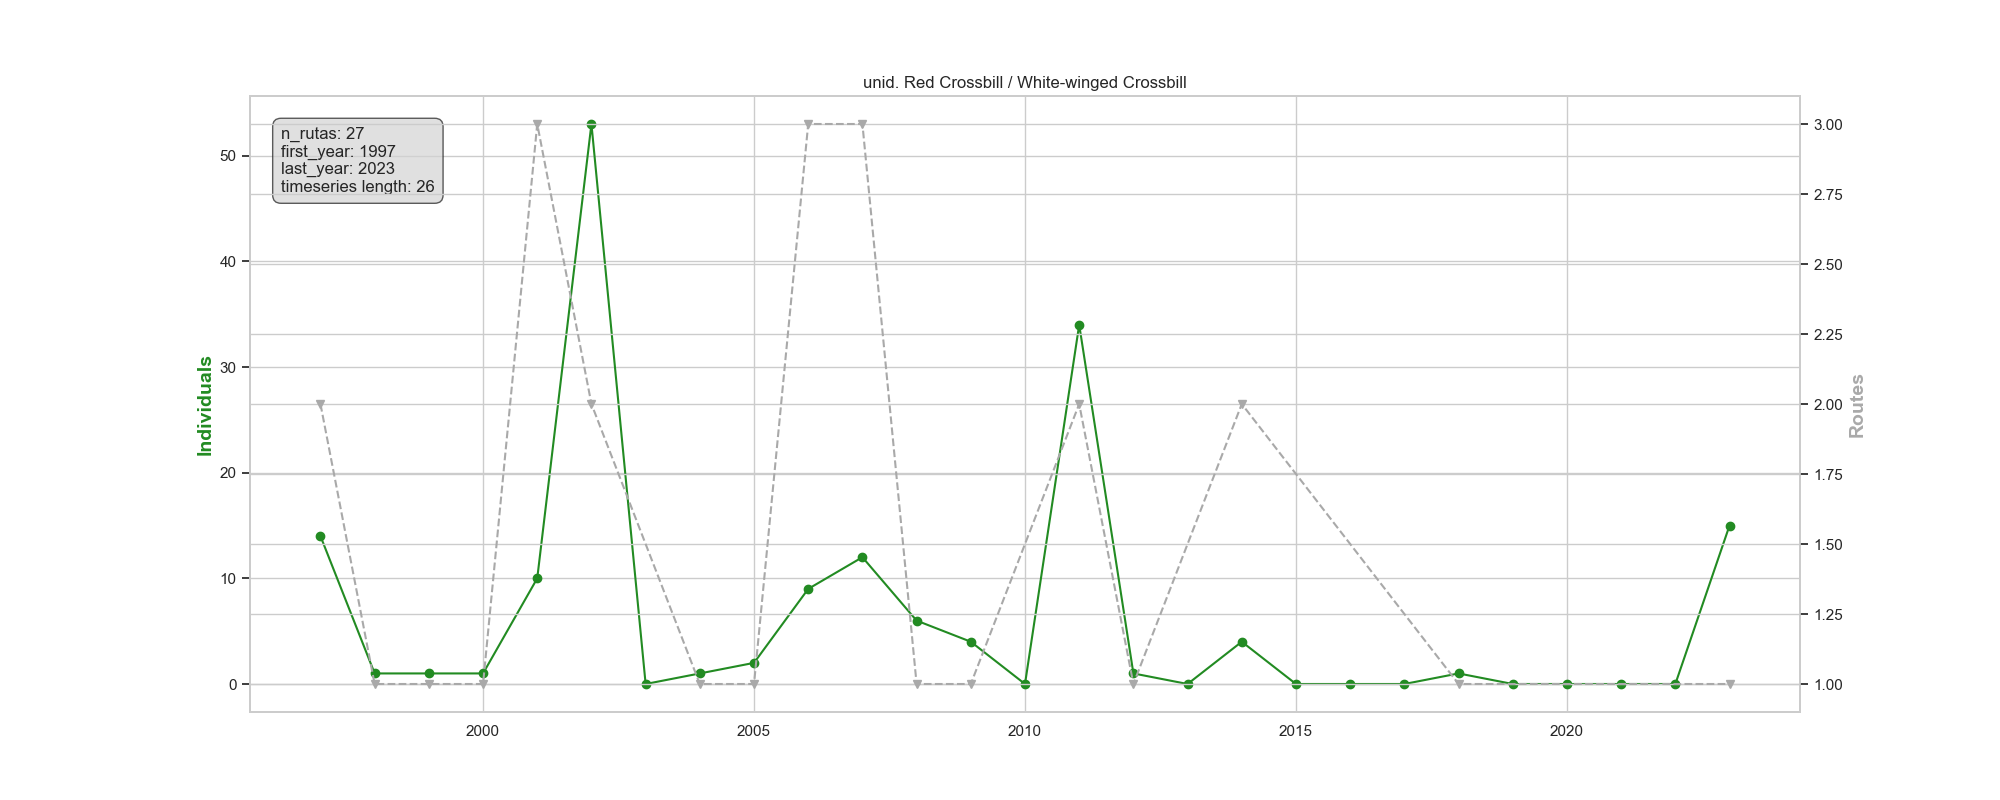 unid. Red Crossbill / White-winged Crossbill
n_rutas: 27
first_year: 1997
last_year: 2023
timeseries length: 26
Individuals
50
40
30
20
10
0
3.00
2.75
2.50
2.25
2.00
1.75
1.50
1.25
1.00
Routes
2000
2005
2010
2015
2020